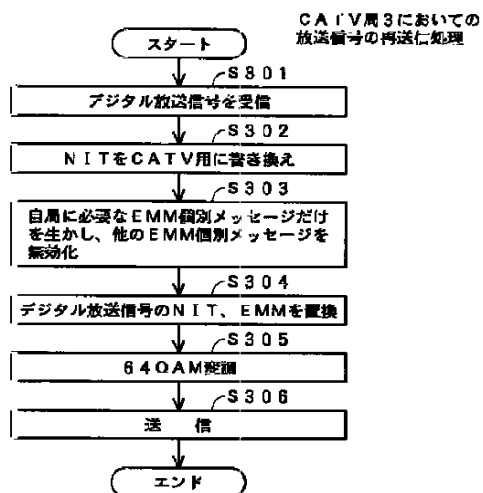 CATV局3においての
放送信号の再送信処理
スタート
S301
デジタル放送信号を受信
S302
NITをCATV用に書き換え
S303
自局に必要なEMM個別メッセージだけ
を生かし、他のEMM個別メッセージを
無効化
S304
デジタル放送信号のNIT、EMMを置換
S305
64QAM変調
S306
送 信
エンド